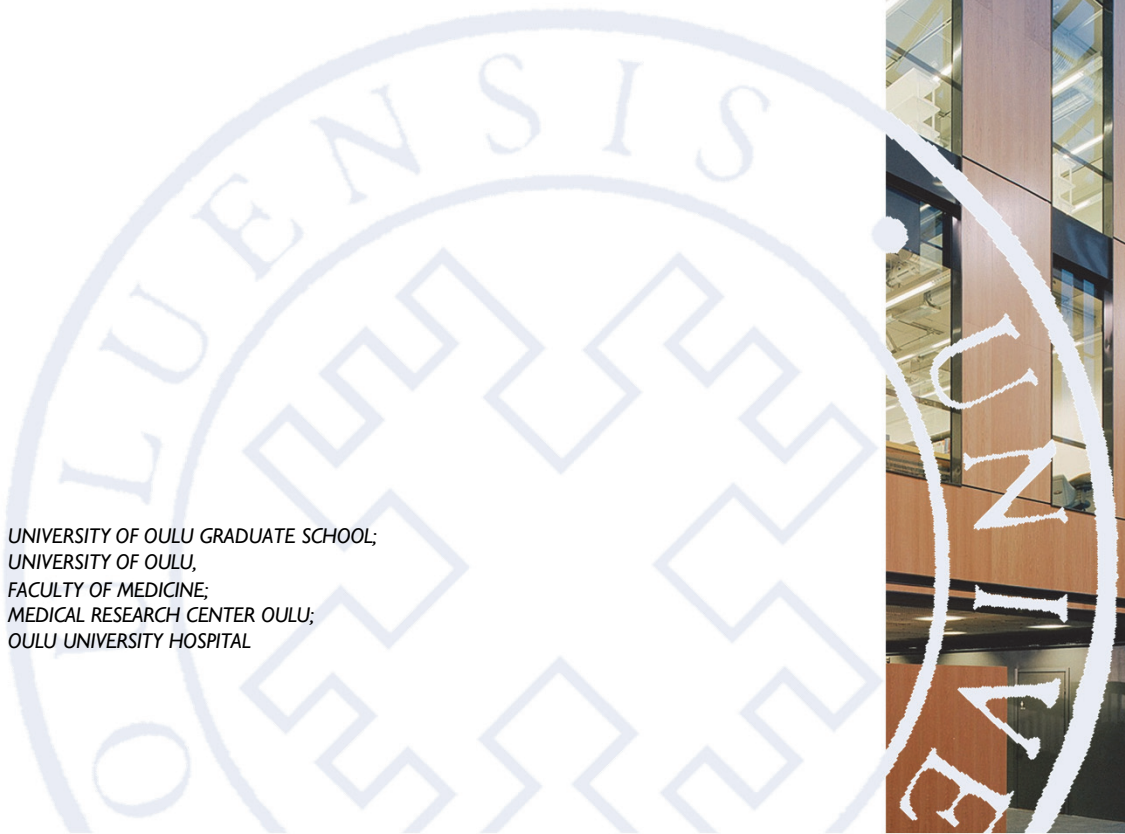 OULUENSIS · UNIVE
UNIVERSITY OF OULU GRADUATE SCHOOL;
UNIVERSITY OF OULU,
FACULTY OF MEDICINE;
MEDICAL RESEARCH CENTER OULU;
OULU UNIVERSITY HOSPITAL